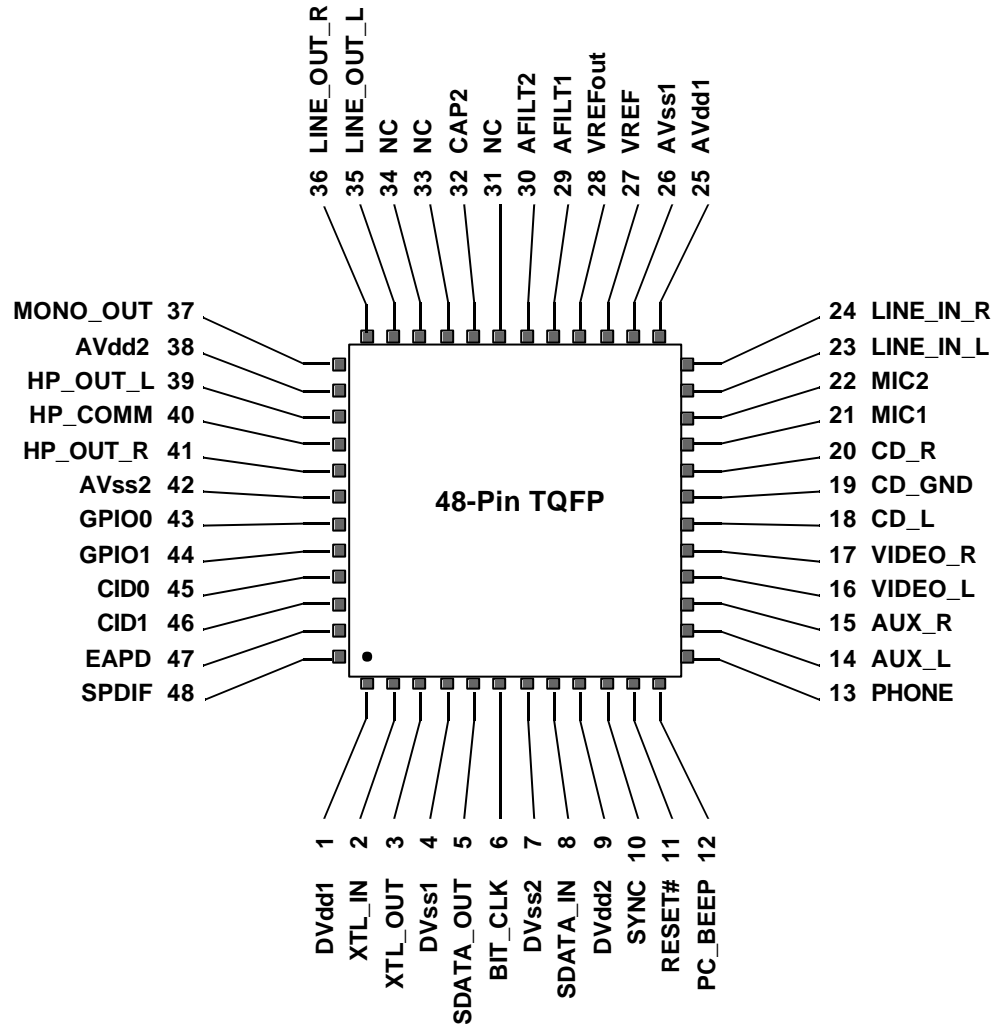 36 LINE_OUT_R
35 LINE_OUT_L
34 NC
33 NC
32 CAP2
31 NC
30 AFILT2
29 AFILT1
28 VREFout
27 VREF
26 AVss1
25 AVdd1
MONO_OUT 37
AVdd2 38
HP_OUT_L 39
HP_COMM 40
HP_OUT_R 41
AVss2 42
GPIO0 43
GPIO1 44
CID0 45
CID1 46
EAPD 47
SPDIF 48
48-Pin TQFP
24 LINE_IN_R
23 LINE_IN_L
22 MIC2
21 MIC1
20 CD_R
19 CD_GND
18 CD_L
17 VIDEO_R
16 VIDEO_L
15 AUX_R
14 AUX_L
13 PHONE
DVdd1 1
XTL_IN 2
XTL_OUT 3
DVss1 4
SDATA_OUT 5
BIT_CLK 6
DVss2 7
SDATA_IN 8
DVdd2 9
SYNC 10
RESET# 11
PC_BEEP 12